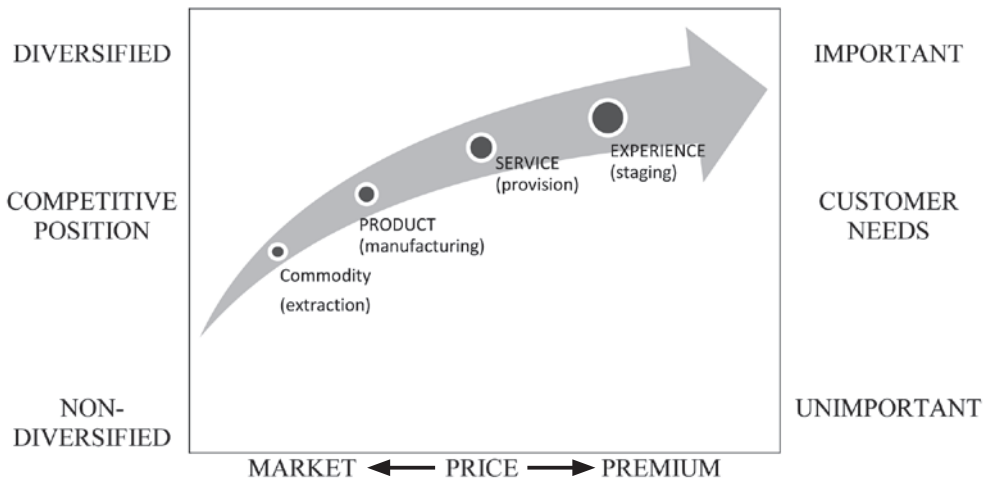 DIVERSIFIED
COMPETITIVE
POSITION
NON-
DIVERSIFIED
EXPERIENCE
(staging)
SERVICE
(provision)
PRODUCT
(manufacturing)
Commodity
(extraction)
IMPORTANT
CUSTOMER
NEEDS
UNIMPORTANT
MARKET PRICE PREMIUM